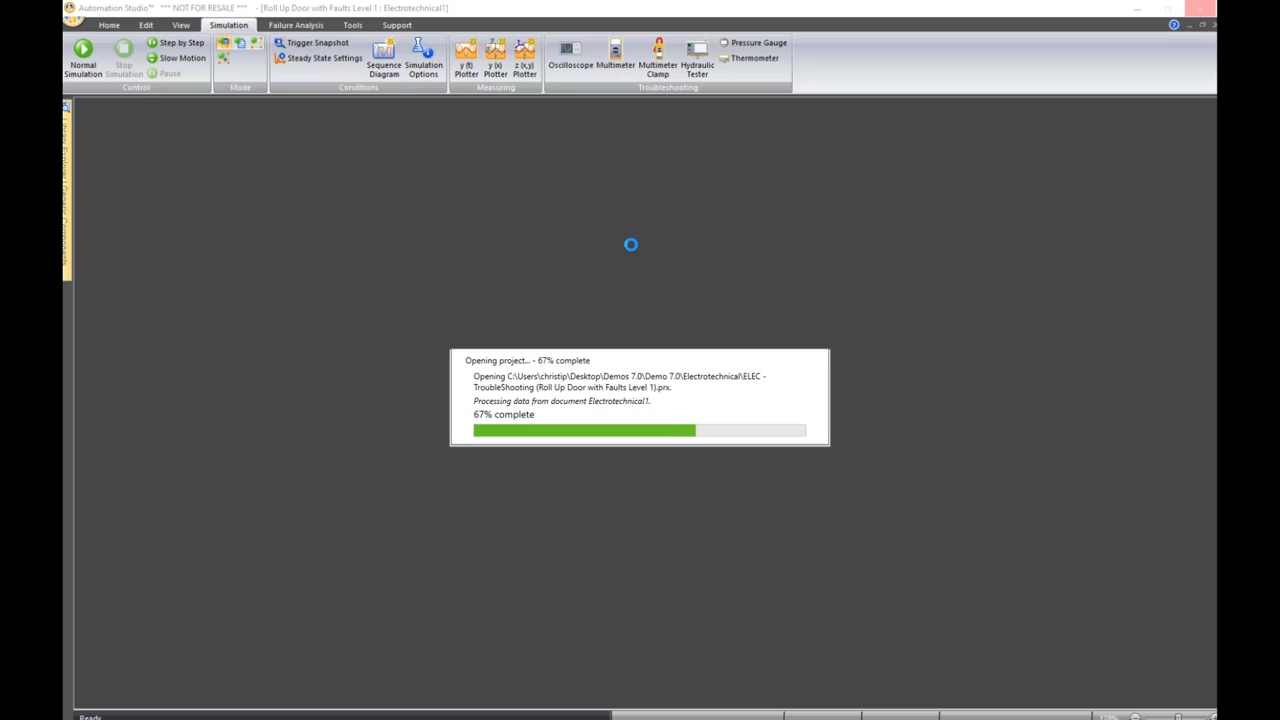 Automation Studio™ *** NOT FOR RESALE *** - [Roll Up Door with Faults Level 1 : Electrotechnical1]
Home Edit View Simulation Failure Analysis Tools Support
Normal Simulation
Stop Simulation
Step by Step
Slow Motion
Pause
Control
Mode
Trigger Snapshot
Steady State Settings
Sequence Diagram
Simulation Options
Conditions
y (t) Plotter
y (x) Plotter
z (x,y) Plotter
Measuring
Oscilloscope
Multimeter
Multimeter Clamp
Hydraulic Tester
Pressure Gauge
Thermometer
Troubleshooting
Opening project... - 67% complete
Opening C:\Users\christip\Desktop\Demos 7.0\Demo 7.0\Electrotechnical\ELEC -
TroubleShooting (Roll Up Door with Faults Level 1).prx.
Processing data from document Electrotechnical1.
67% complete
Ready